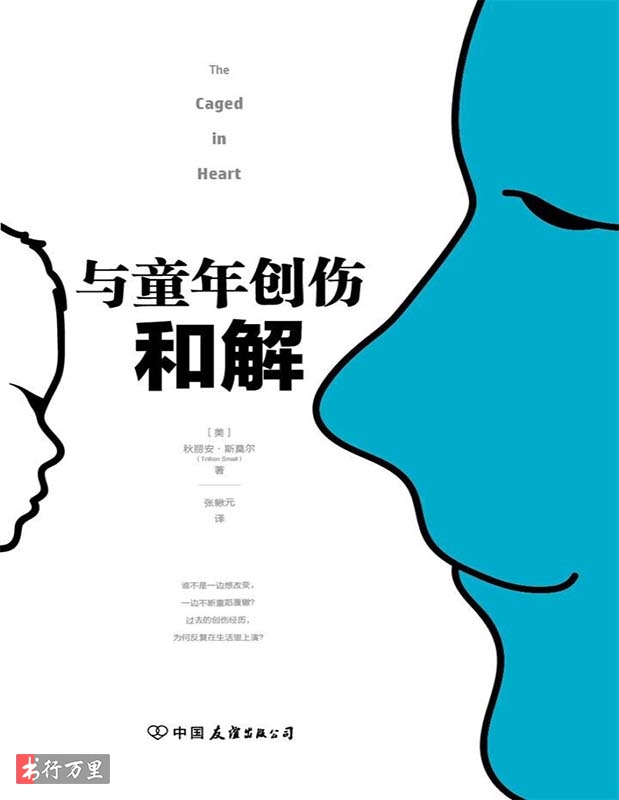 The
Caged
in
Heart
与童年创伤
和解
［美］
秋丽安·斯莫尔
（Trillion Small）
著
张鳅元
译
谁不是一边想改变，
一边不断重蹈覆辙？
过去的创伤经历，
为何反复在生活里上演？
中国友谊出版公司
书行万里